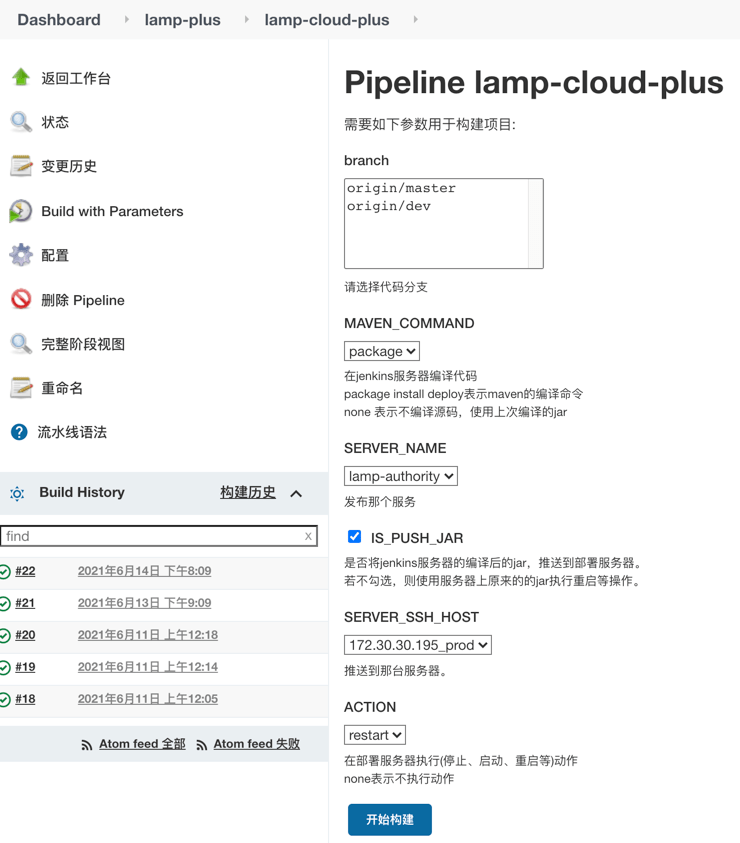 Dashboard lamp-plus lamp-cloud-plus
返回工作台
状态
变更历史
Build with Parameters
配置
删除 Pipeline
完整阶段视图
重命名
流水线语法
Build History 构建历史
find x
#22 2021年6月14日 下午8:09
#21 2021年6月13日 下午9:09
#20 2021年6月11日 上午12:18
#19 2021年6月11日 上午12:14
#18 2021年6月11日 上午12:05
Atom feed 全部 Atom feed 失败
Pipeline lamp-cloud-plus
需要如下参数用于构建项目:
branch
origin/master
origin/dev
请选择代码分支
MAVEN_COMMAND
package
在jenkins服务器编译代码
package install deploy表示maven的编译命令
none 表示不编译源码，使用上次编译的jar
SERVER_NAME
lamp-authority
发布那个服务
IS_PUSH_JAR
是否将jenkins服务器的编译后的jar，推送到部署服务器。
若不勾选，则使用服务器上原来的的jar执行重启等操作。
SERVER_SSH_HOST
172.30.30.195_prod
推送到那台服务器。
ACTION
restart
在部署服务器执行(停止、启动、重启等)动作
none表示不执行动作
开始构建